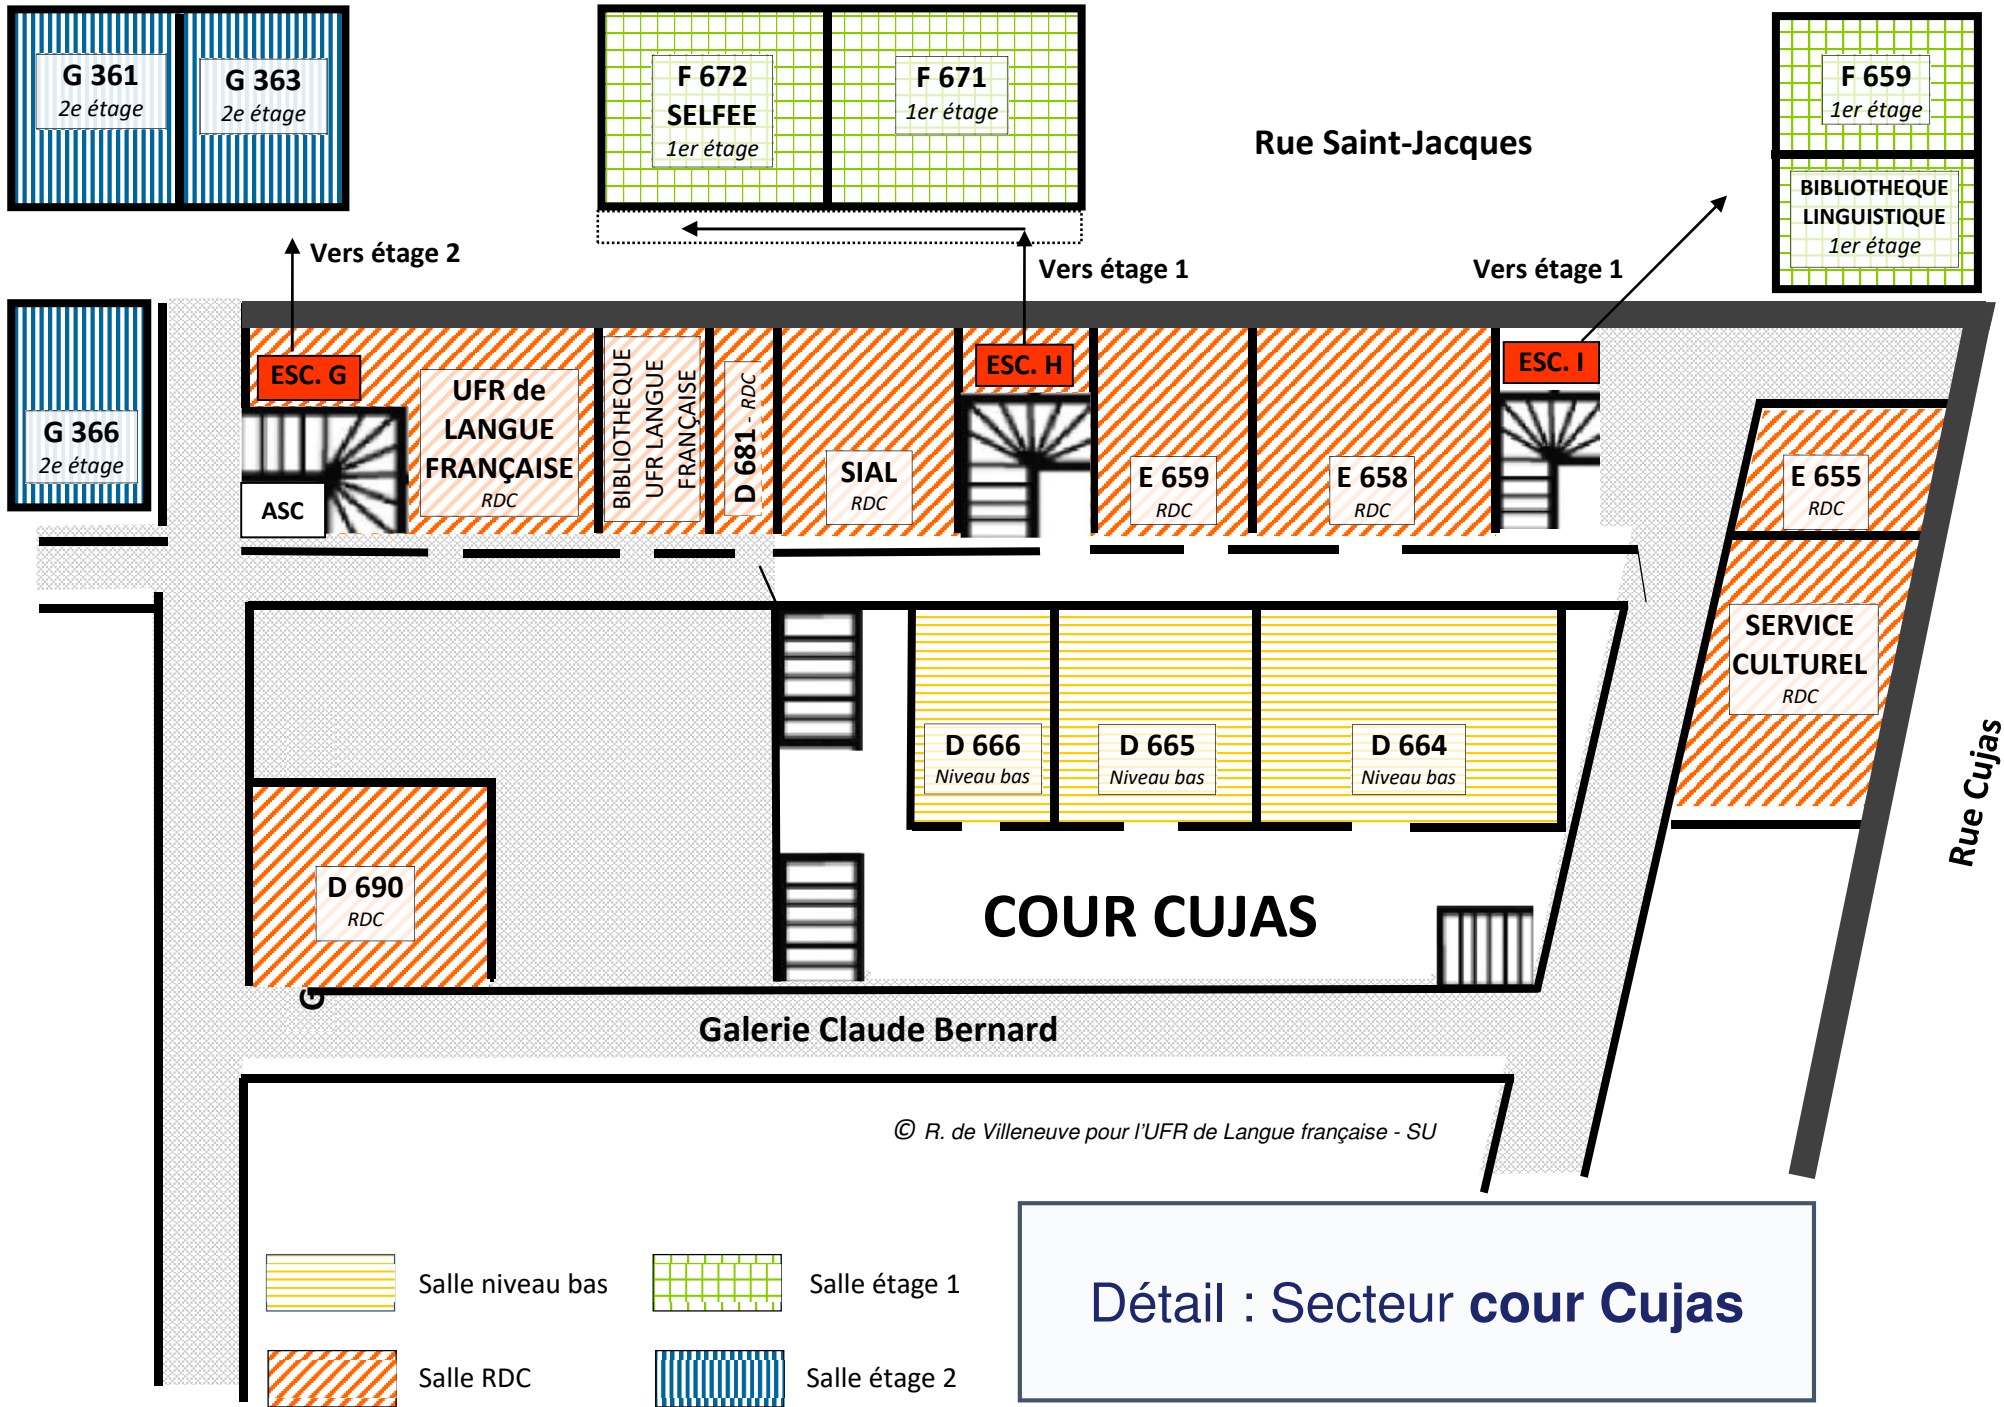 G 361
2e étage
G 363
2e étage
F 672
SELFEE
1er étage
F 671
1er étage
Rue Saint-Jacques
F 659
1er étage
BIBLIOTHEQUE
LINGUISTIQUE
1er étage
Vers étage 2
Vers étage 1
Vers étage 1
G 366
2e étage
ESC. G
ASC
UFR de
LANGUE
FRANÇAISE
RDC
BIBLIOTHEQUE
UFR LANGUE
FRANÇAISE
D 681 - RDC
SIAL
RDC
ESC. H
E 659
RDC
E 658
RDC
ESC. I
E 655
RDC
SERVICE
CULTUREL
RDC
Rue Cujas
D 666
Niveau bas
D 665
Niveau bas
D 664
Niveau bas
D 690
RDC
COUR CUJAS
G
Galerie Claude Bernard
© R. de Villeneuve pour l'UFR de Langue française - SU
Salle niveau bas
Salle étage 1
Salle RDC
Salle étage 2
Détail : Secteur cour Cujas